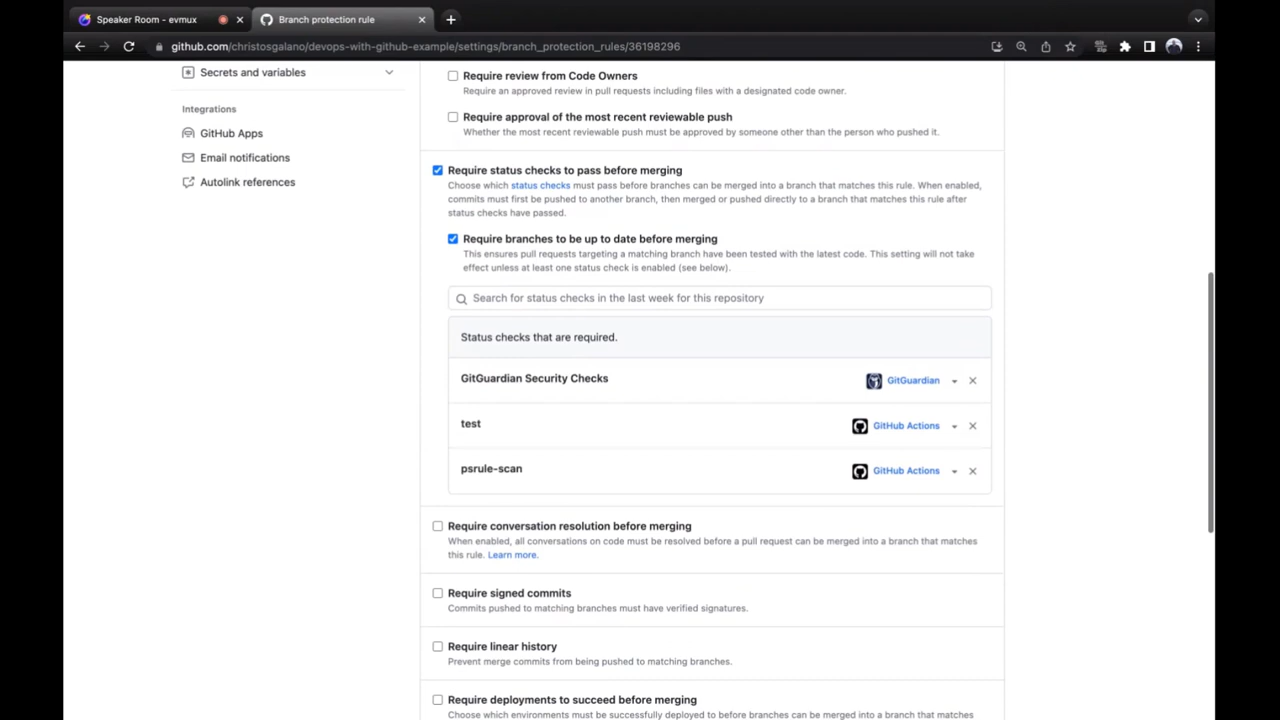 Speaker Room - evmux
Branch protection rule
github.com/christosgalano/devops-with-github-example/settings/branch_protection_rules/36198296
Secrets and variables
Integrations
GitHub Apps
Email notifications
Autolink references
Require review from Code Owners
Require an approved review in pull requests including files with a designated code owner.
Require approval of the most recent reviewable push
Whether the most recent reviewable push must be approved by someone other than the person who pushed it.
Require status checks to pass before merging
Choose which status checks must pass before branches can be merged into a branch that matches this rule. When enabled,
commits must first be pushed to another branch, then merged or pushed directly to a branch that matches this rule after
status checks have passed.
Require branches to be up to date before merging
This ensures pull requests targeting a matching branch have been tested with the latest code. This setting will not take
effect unless at least one status check is enabled (see below).
Search for status checks in the last week for this repository
Status checks that are required.
GitGuardian Security Checks
GitGuardian
test
GitHub Actions
psrule-scan
GitHub Actions
Require conversation resolution before merging
When enabled, all conversations on code must be resolved before a pull request can be merged into a branch that matches
this rule. Learn more.
Require signed commits
Commits pushed to matching branches must have verified signatures.
Require linear history
Prevent merge commits from being pushed to matching branches.
Require deployments to succeed before merging
Choose which environments must be successfully deployed to before branches can be merged into a branch that matches